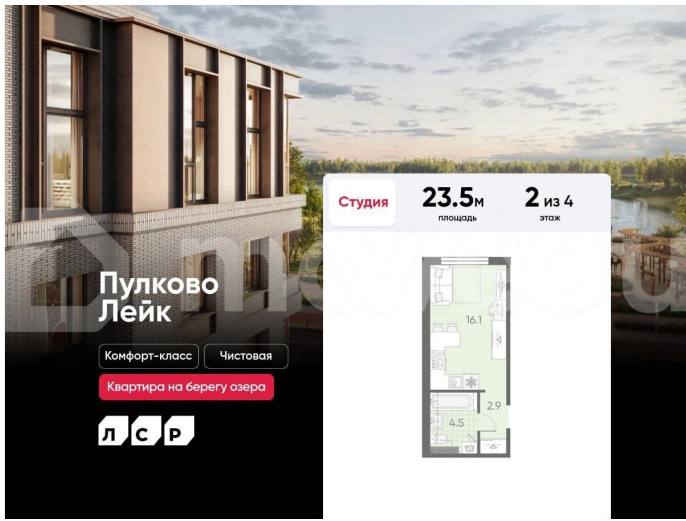 Студия
23.5м
площадь
2 из 4
этаж
Пулково
Лейк
Комфорт-класс
Чистовая
Квартира на берегу озера
ЛСР
16.1
2.9
4.5